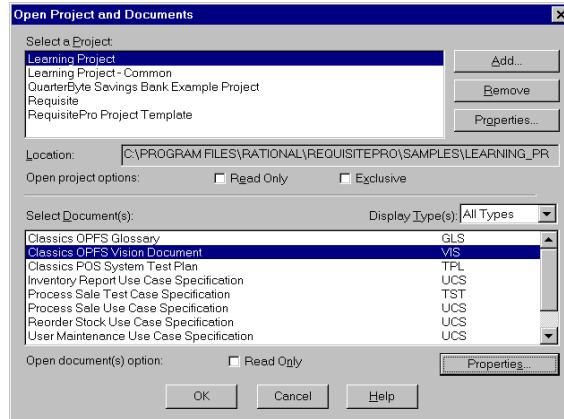 Open Project and Documents
Select a Project:
Learning Project
Learning Project - Common
QuarterByte Savings Bank Example Project
Requisite
RequisitePro Project Template
Add...
Remove
Properties...
Location: C:\PROGRAM FILES\RATIONAL\REQUISITEPRO\SAMPLES\LEARNING_PR
Open project options: Read Only Exclusive
Select Document(s): Display Type(s): All Types
Classics OPFS Glossary GLS
Classics OPFS Vision Document VIS
Classics POS System Test Plan TPL
Inventory Report Use Case Specification UCS
Process Sale Test Case Specification TST
Process Sale Use Case Specification UCS
Reorder Stock Use Case Specification UCS
User Maintenance Use Case Specification UCS
Open document(s) option: Read Only Properties...
OK Cancel Help